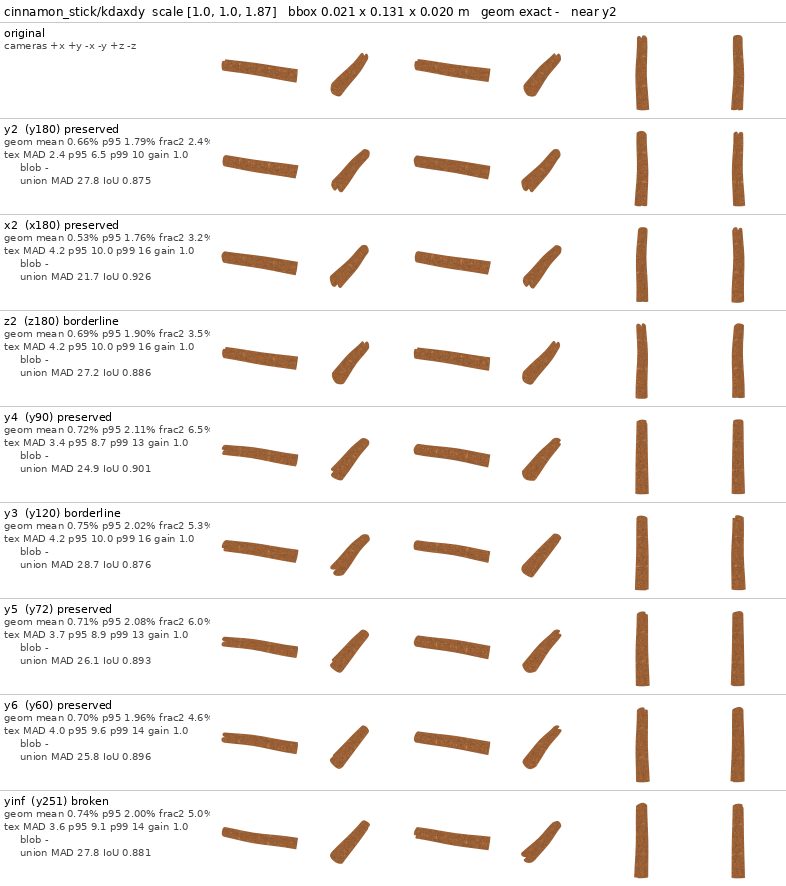 cinnamon_stick/kdaxdy  scale [1.0, 1.0, 1.87]   bbox 0.021 x 0.131 x 0.020 m   geom exact -   near y2
original
cameras +x +y -x -y +z -z
y2  (y180) preserved
geom mean 0.66% p95 1.79% frac2 2.4%
tex MAD 2.4 p95 6.5 p99 10 gain 1.0
blob -
union MAD 27.8 IoU 0.875
x2  (x180) preserved
geom mean 0.53% p95 1.76% frac2 3.2%
tex MAD 4.2 p95 10.0 p99 16 gain 1.0
blob -
union MAD 21.7 IoU 0.926
z2  (z180) borderline
geom mean 0.69% p95 1.90% frac2 3.5%
tex MAD 4.2 p95 10.0 p99 16 gain 1.0
blob -
union MAD 27.2 IoU 0.886
y4  (y90) preserved
geom mean 0.72% p95 2.11% frac2 6.5%
tex MAD 3.4 p95 8.7 p99 13 gain 1.0
blob -
union MAD 24.9 IoU 0.901
y3  (y120) borderline
geom mean 0.75% p95 2.02% frac2 5.3%
tex MAD 4.2 p95 10.0 p99 16 gain 1.0
blob -
union MAD 28.7 IoU 0.876
y5  (y72) preserved
geom mean 0.71% p95 2.08% frac2 6.0%
tex MAD 3.7 p95 8.9 p99 13 gain 1.0
blob -
union MAD 26.1 IoU 0.893
y6  (y60) preserved
geom mean 0.70% p95 1.96% frac2 4.6%
tex MAD 4.0 p95 9.6 p99 14 gain 1.0
blob -
union MAD 25.8 IoU 0.896
yinf  (y251) broken
geom mean 0.74% p95 2.00% frac2 5.0%
tex MAD 3.6 p95 9.1 p99 14 gain 1.0
blob -
union MAD 27.8 IoU 0.881